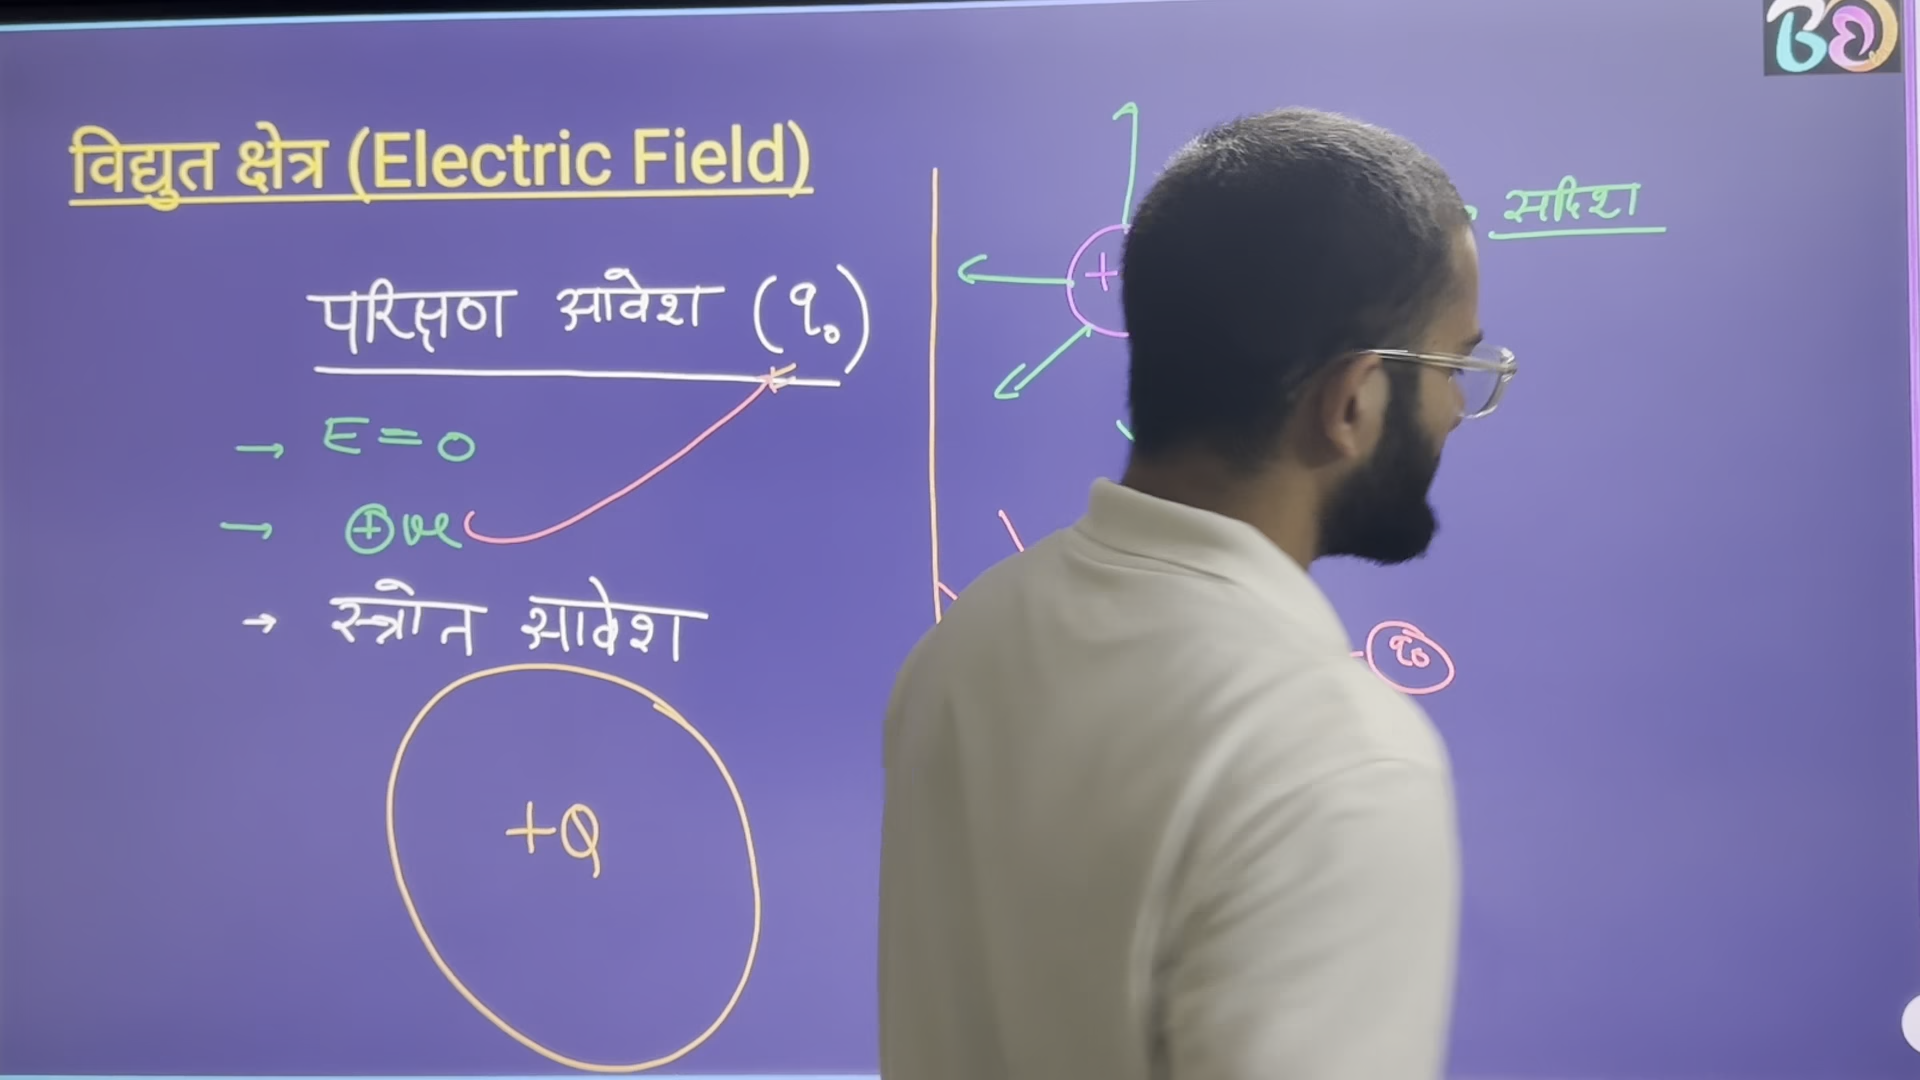 विद्युत क्षेत्र (Electric Field)
परिक्षण आवेश (q₀)
→ E = 0
→ ⊕ve
→ स्त्रोत आवेश
+Q
+
सदिश
q₀